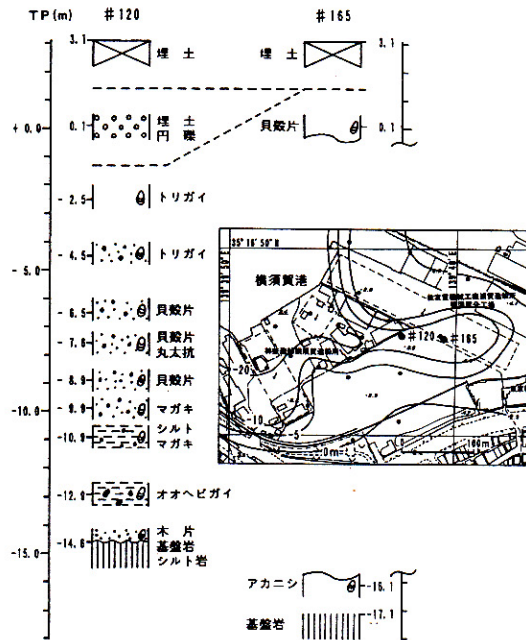 TP(m) #120 #165
3.1 埋土 埋土 3.1
± 0.0
0.1 埋土 円礫 貝殻片 0.1
-2.5 トリガイ
-4.5 トリガイ
-5.0
-6.5 貝殻片
-7.6 貝殻片 丸太杭
-8.9 貝殻片
-9.9 マガキ
-10.0
-10.9 シルト マガキ
-12.9 オオヘビガイ
-14.6 木片 基盤岩 シルト岩
-15.0
アカニシ -16.1
基盤岩 -17.1
35°16'50"N
横須賀港
#120 #165
-20
-10
-5
0m
100m